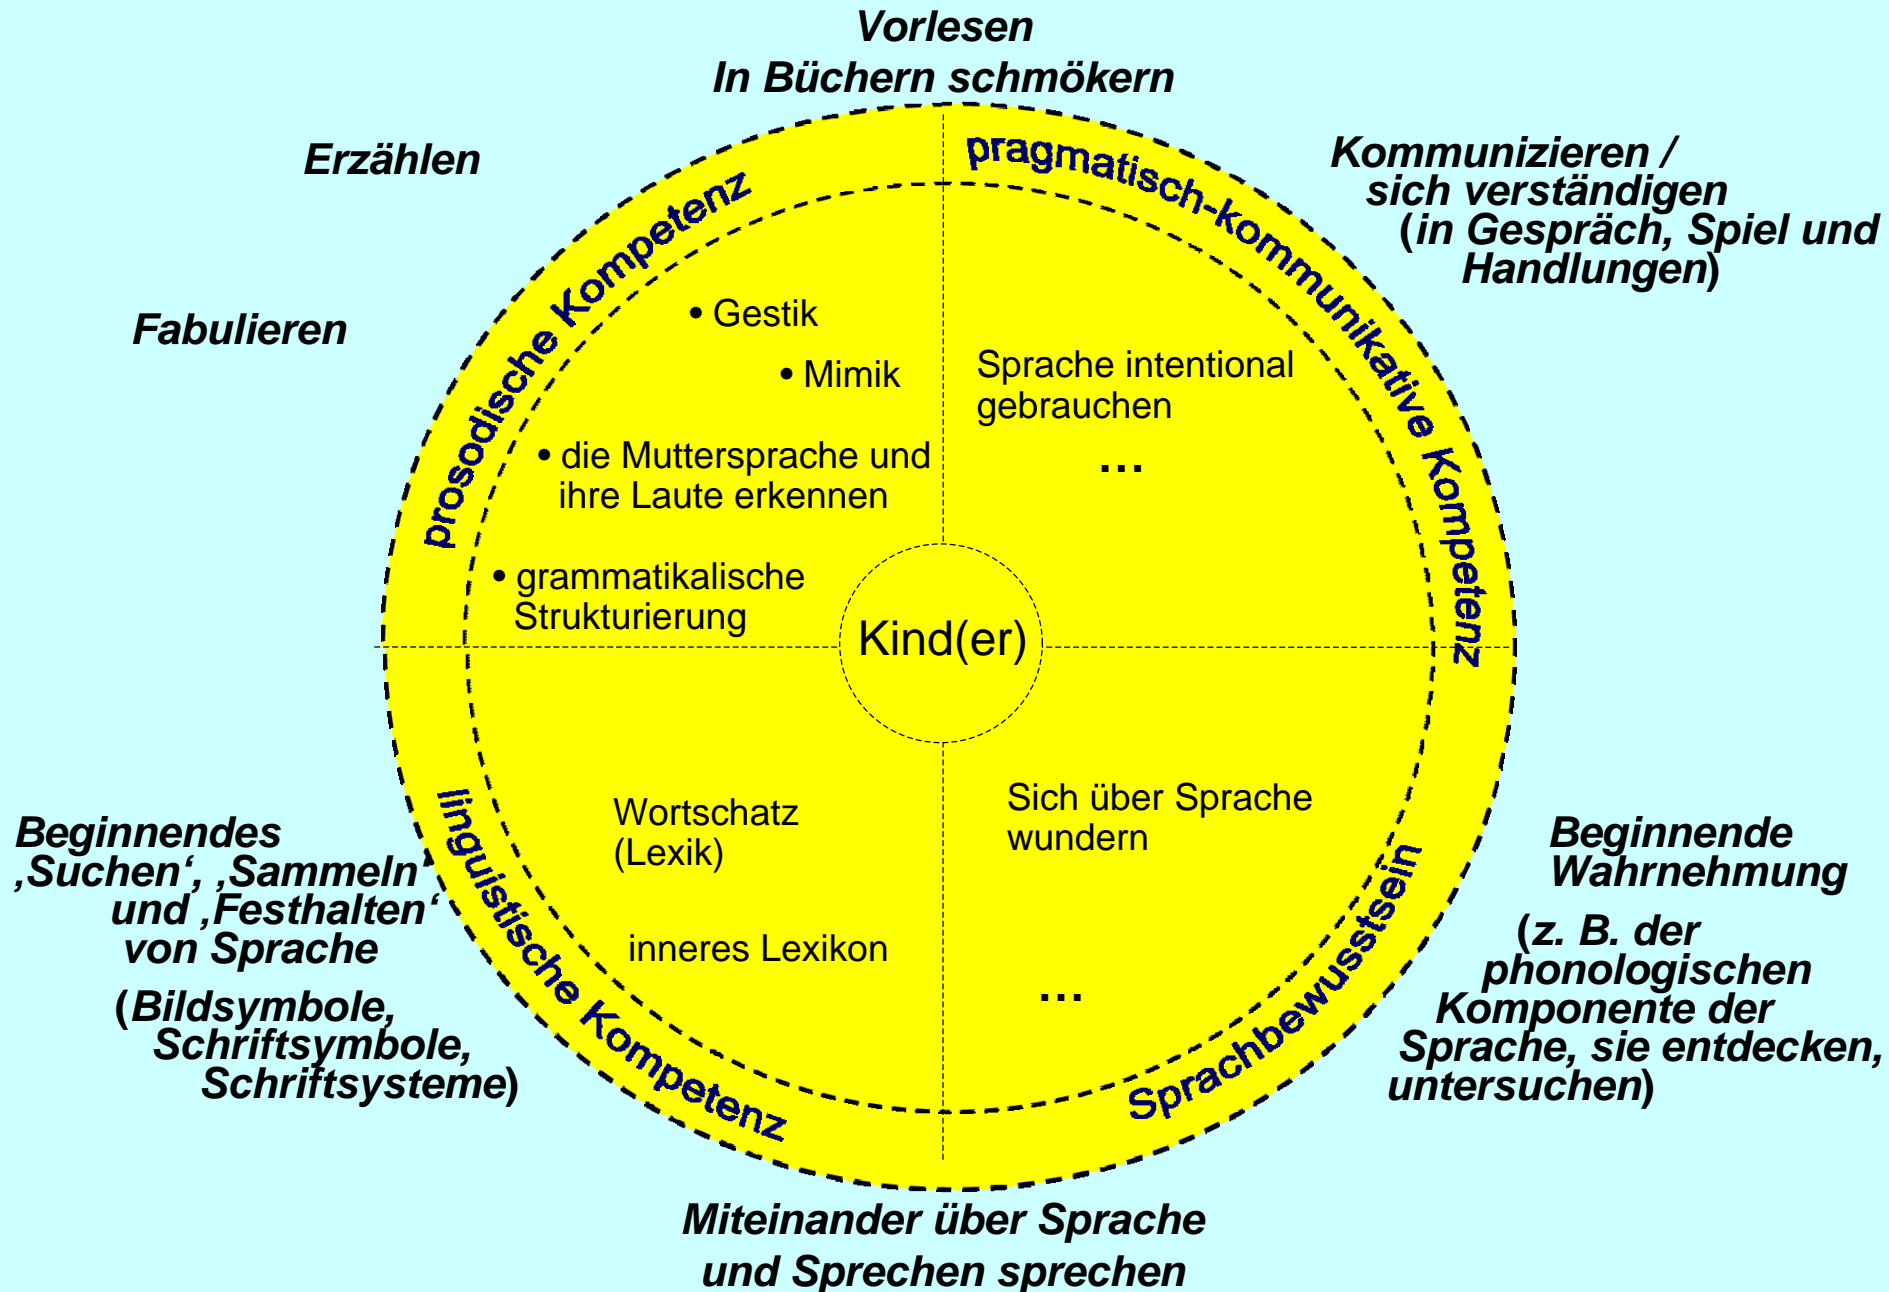 Vorlesen
In Büchern schmökern
Erzählen
Kommunizieren /
sich verständigen
(in Gespräch, Spiel und
Handlungen)
Fabulieren
prosodische Kompetenz
pragmatisch-kommunikative Kompetenz
• Gestik
• Mimik
• die Muttersprache und
ihre Laute erkennen
• grammatikalische
Strukturierung
Sprache intentional
gebrauchen
...
Kind(er)
Wortschatz
(Lexik)
inneres Lexikon
Sich über Sprache
wundern
...
linguistische Kompetenz
Sprachbewusstsein
Beginnendes
‚Suchen‘, ‚Sammeln‘
und ‚Festhalten‘
von Sprache
(Bildsymbole,
Schriftsymbole,
Schriftsysteme)
Beginnende
Wahrnehmung
(z. B. der
phonologischen
Komponente der
Sprache, sie entdecken,
untersuchen)
Miteinander über Sprache
und Sprechen sprechen